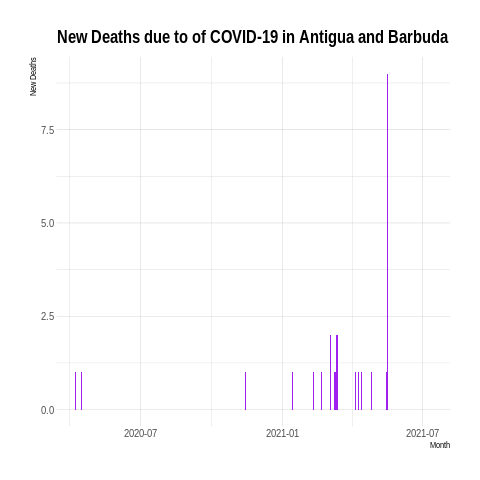 New Deaths due to of COVID-19 in Antigua and Barbuda
New Deaths
7.5
5.0
2.5
0.0
2020-07
2021-01
2021-07
Month